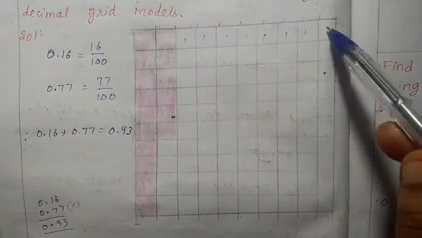 decimal grid models.
Sol:
0.16 = 16/100
0.77 = 77/100
∴ 0.16 + 0.77 = 0.93
0.16
0.77 (+)
0.93
Find
ing